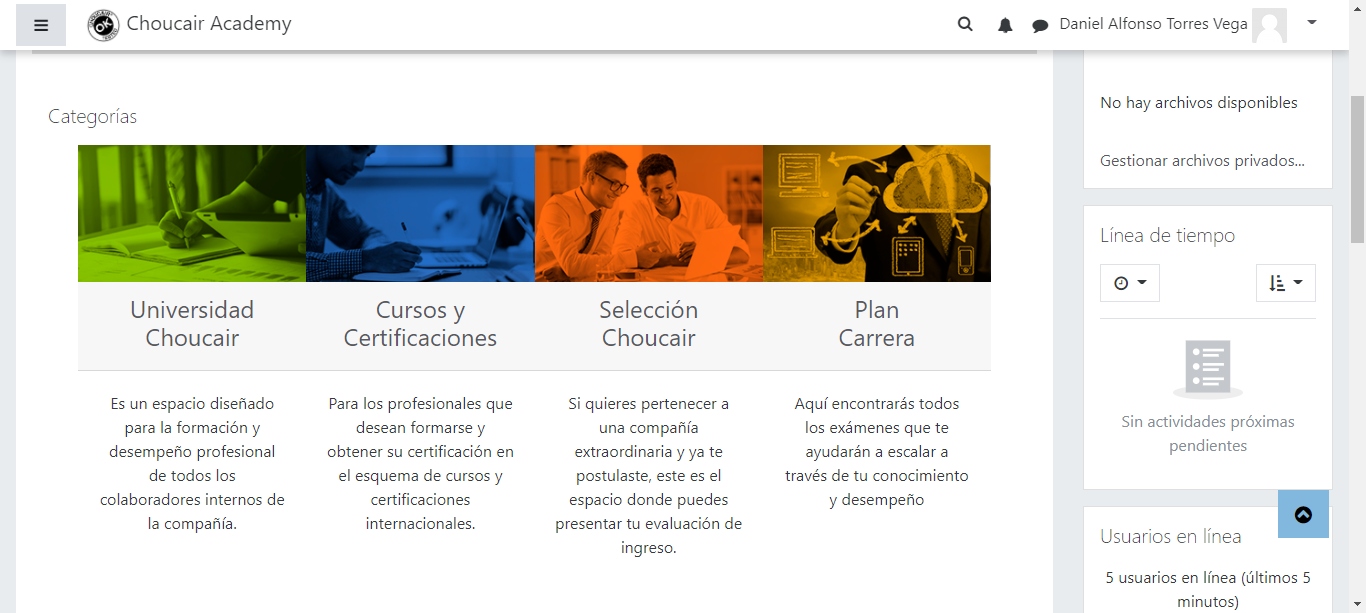 Choucair Academy
Daniel Alfonso Torres Vega
Categorías
Universidad
Choucair
Es un espacio diseñado
para la formación y
desempeño profesional
de todos los
colaboradores internos de
la compañía.
Cursos y
Certificaciones
Para los profesionales que
desean formarse y
obtener su certificación en
el esquema de cursos y
certificaciones
internacionales.
Selección
Choucair
Si quieres pertenecer a
una compañía
extraordinaria y ya te
postulaste, este es el
espacio donde puedes
presentar tu evaluación de
ingreso.
Plan
Carrera
Aquí encontrarás todos
los exámenes que te
ayudarán a escalar a
través de tu conocimiento
y desempeño
No hay archivos disponibles
Gestionar archivos privados...
Línea de tiempo
Sin actividades próximas
pendientes
Usuarios en línea
5 usuarios en línea (últimos 5
minutos)